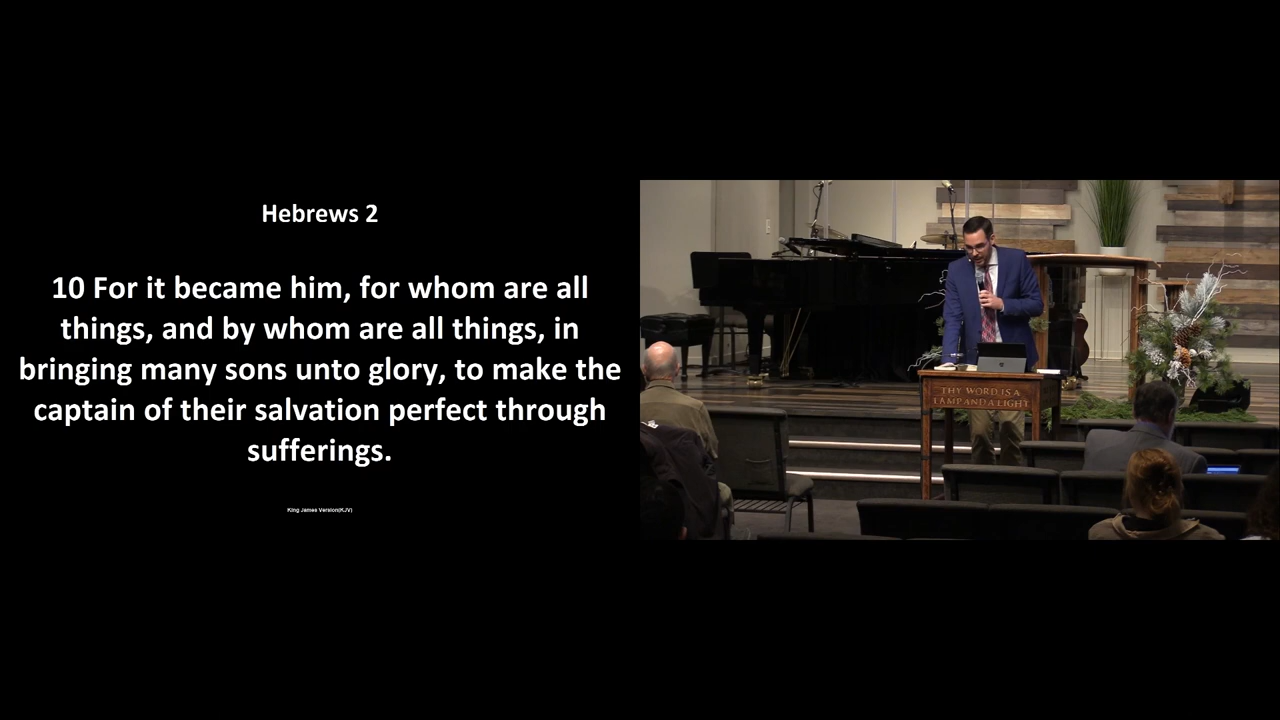 Hebrews 2
10 For it became him, for whom are all
things, and by whom are all things, in
bringing many sons unto glory, to make the
captain of their salvation perfect through
sufferings.
King James Version(KJV)
THY WORD IS A
LAMP AND A LIGHT